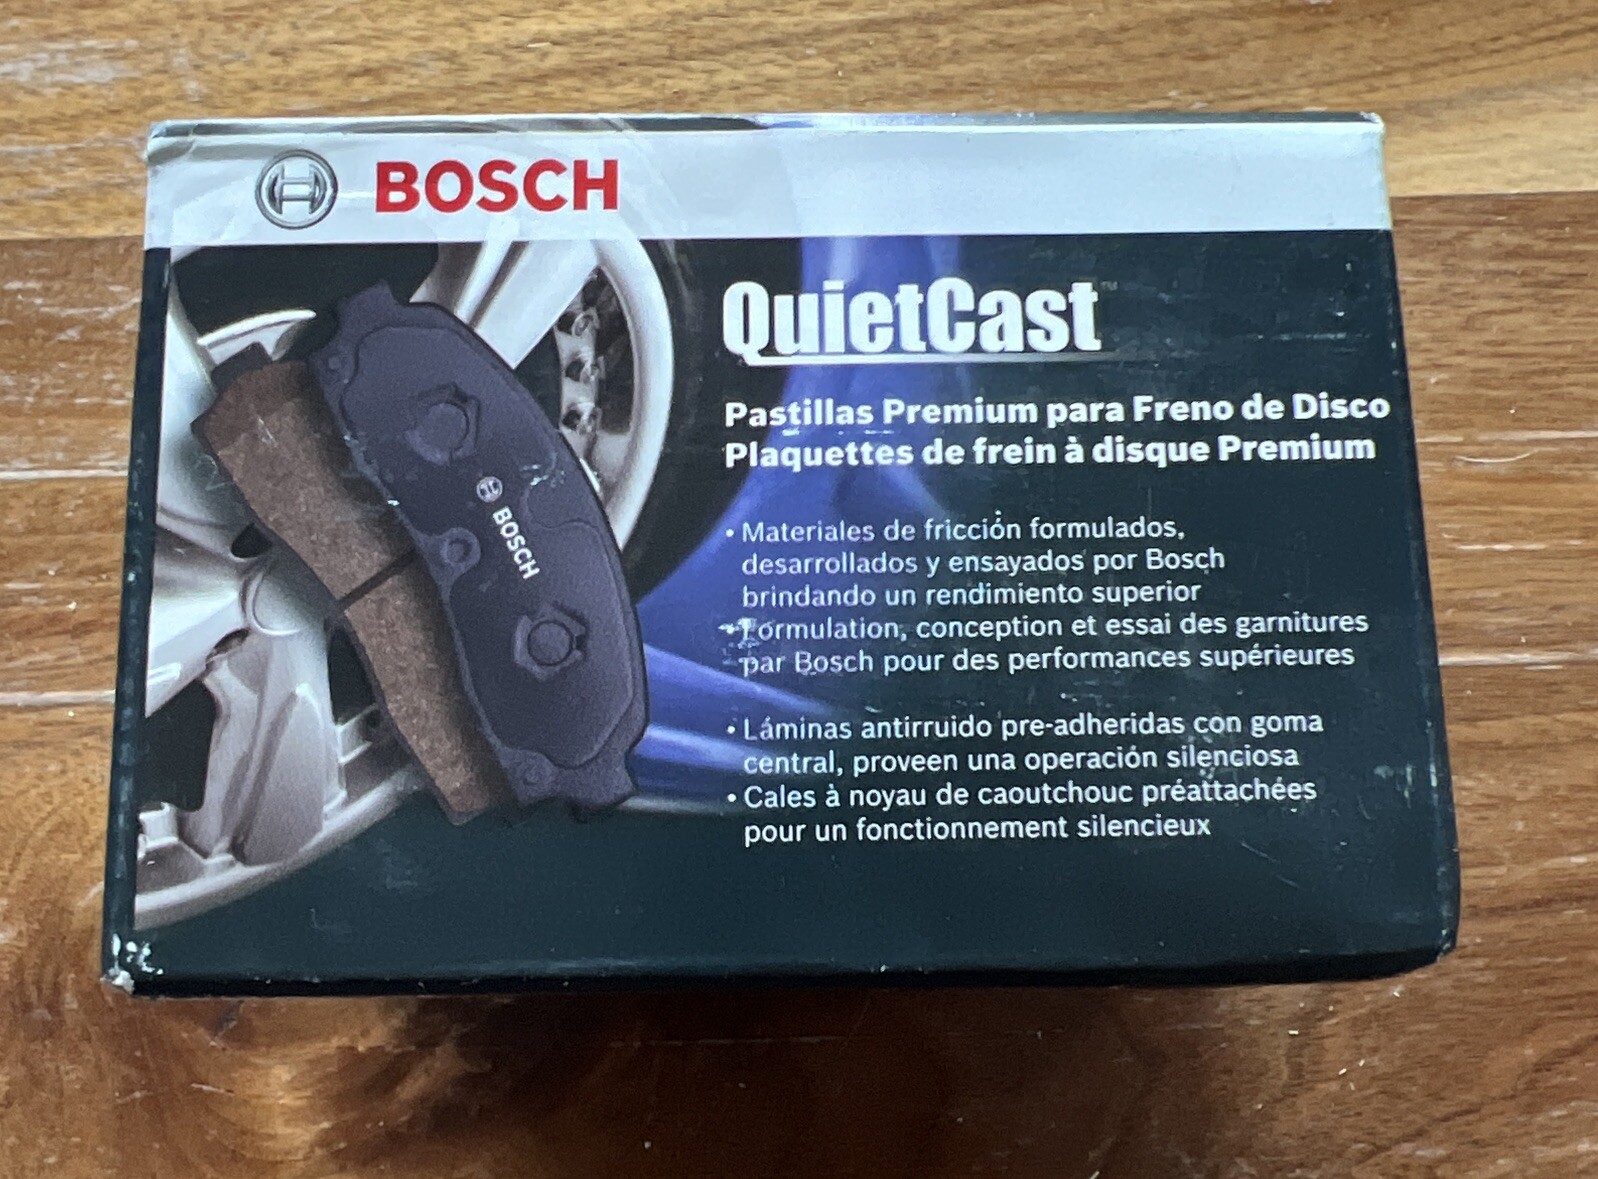 BOSCH
QuietCast™
Pastillas Premium para Freno de Disco
Plaquettes de frein à disque Premium
• Materiales de fricción formulados,
desarrollados y ensayados por Bosch
brindando un rendimiento superior
• Formulation, conception et essai des garnitures
par Bosch pour des performances supérieures
• Láminas antirruido pre-adheridas con goma
central, proveen una operación silenciosa
• Cales à noyau de caoutchouc préattachées
pour un fonctionnement silencieux
BOSCH